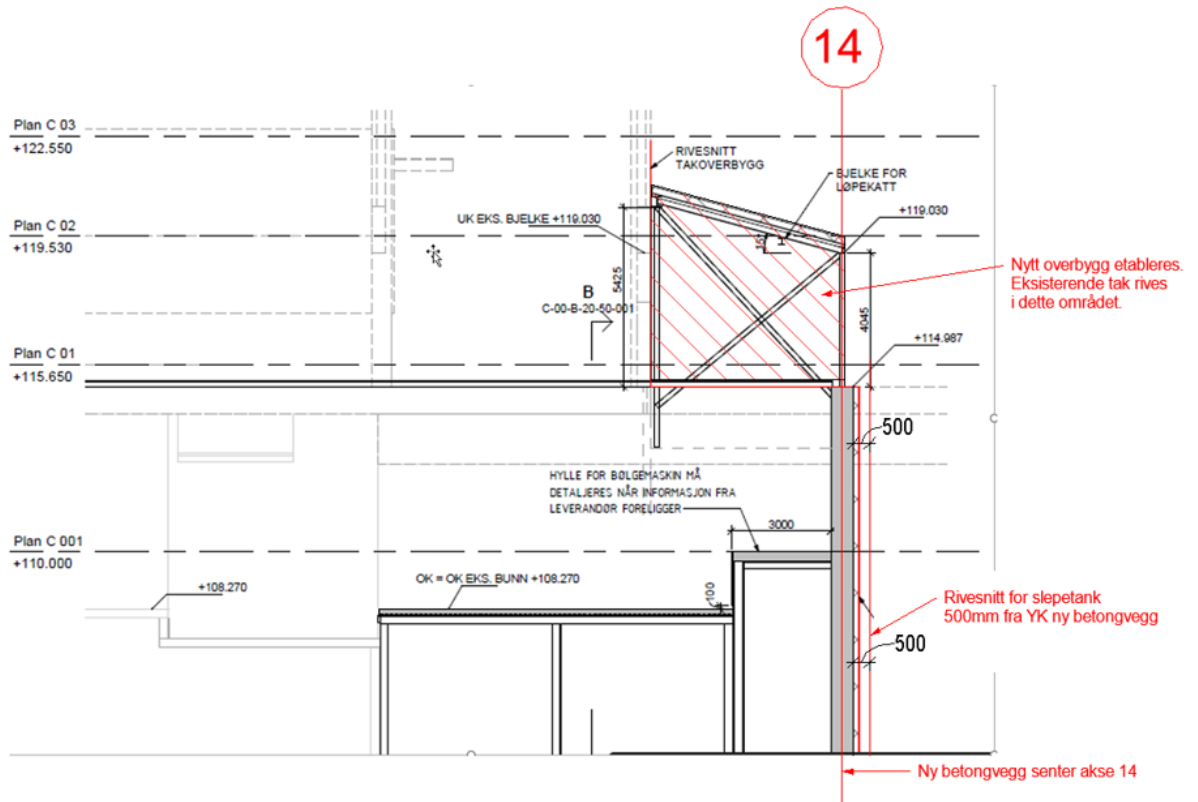 14
Plan C 03
+122.550
RIVESNITT
TAKOVERBYGG
BJELKE FOR
LØPEKATT
Plan C 02
+119.530
UK EKS. BJELKE +119.030
+119.030
15°
1
Nytt overbygg etableres.
Eksisterende tak rives
i dette området.
5425
B
C-00-B-20-50-001
4045
+114.987
Plan C 01
+115.650
500
HYLLE FOR BØLGEMASKIN MÅ
DETALJERES NÅR INFORMASJON FRA
LEVERANDØR FORELIGGER
3000
Plan C 001
+110.000
+108.270
OK = OK EKS. BUNN +108.270
100
Rivesnitt for slepetank
500mm fra YK ny betongvegg
500
Ny betongvegg senter akse 14